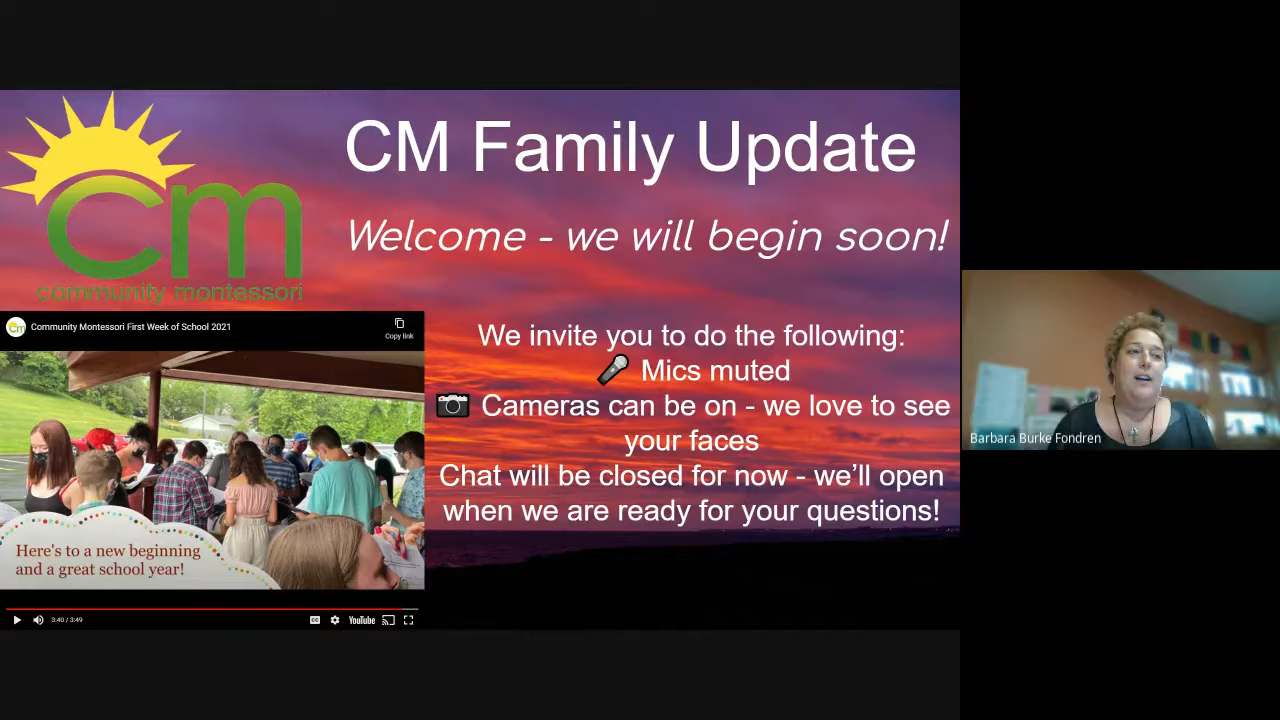 CM Family Update
Welcome - we will begin soon!
cm
community montessori
Cm
Community Montessori First Week of School 2021
Copy link
Here's to a new beginning
and a great school year!
3:40 / 3:49
CC
YouTube
We invite you to do the following:
🎤 Mics muted
📷 Cameras can be on - we love to see
your faces
Chat will be closed for now - we’ll open
when we are ready for your questions!
Barbara Burke Fondren